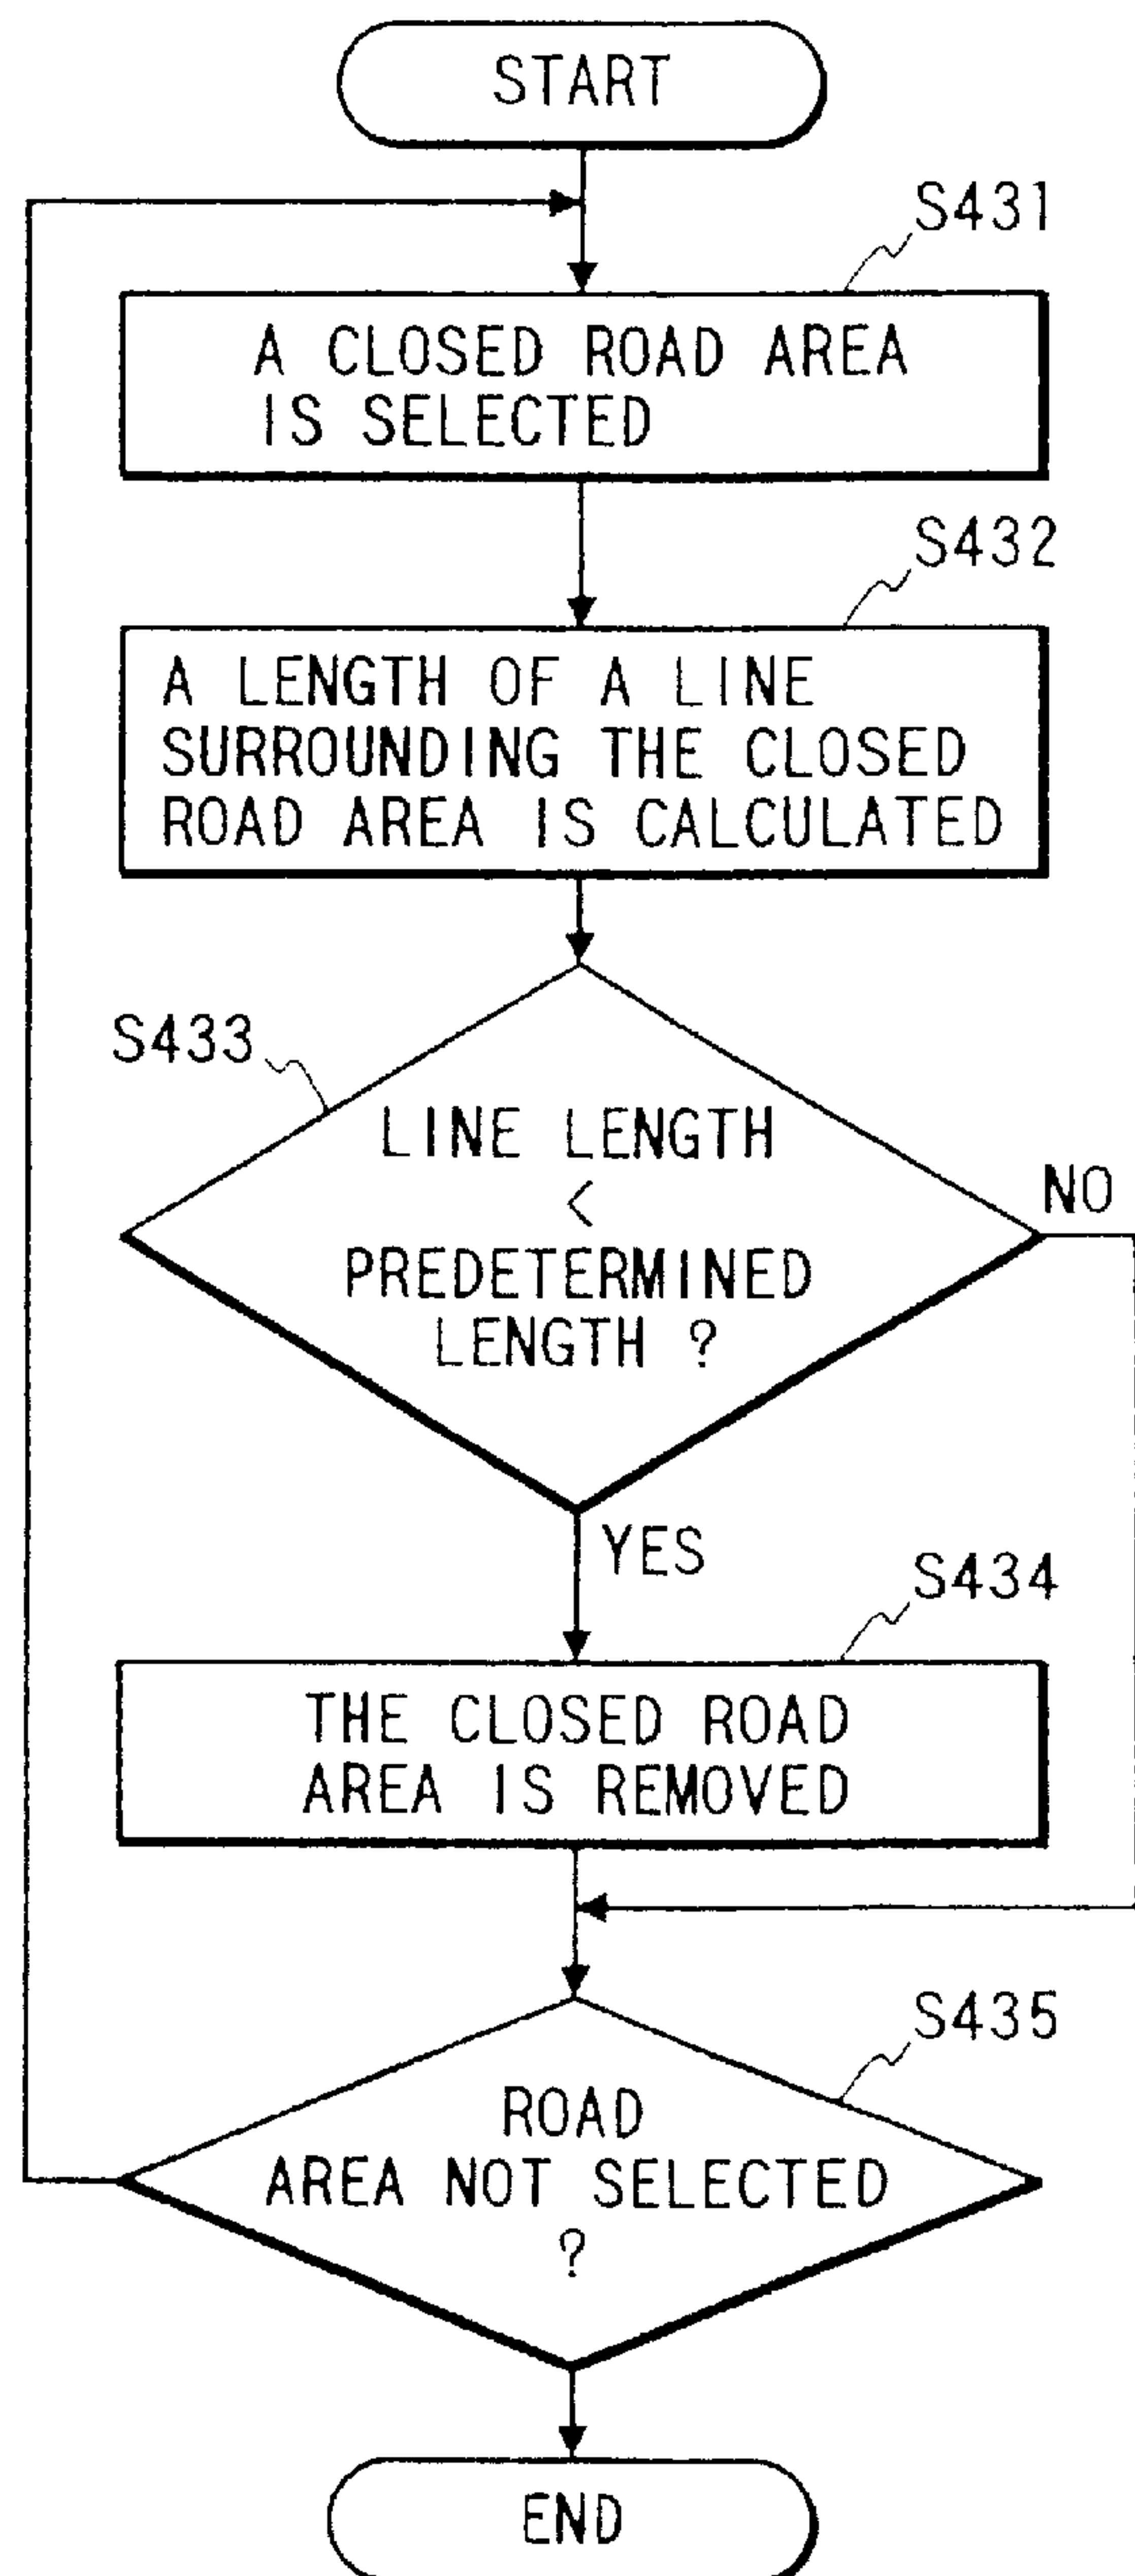 START
S431
A CLOSED ROAD AREA
IS SELECTED
S432
A LENGTH OF A LINE
SURROUNDING THE CLOSED
ROAD AREA IS CALCULATED
S433
LINE LENGTH
<
PREDETERMINED
LENGTH ?
NO
YES
S434
THE CLOSED ROAD
AREA IS REMOVED
S435
ROAD
AREA NOT SELECTED
?
END